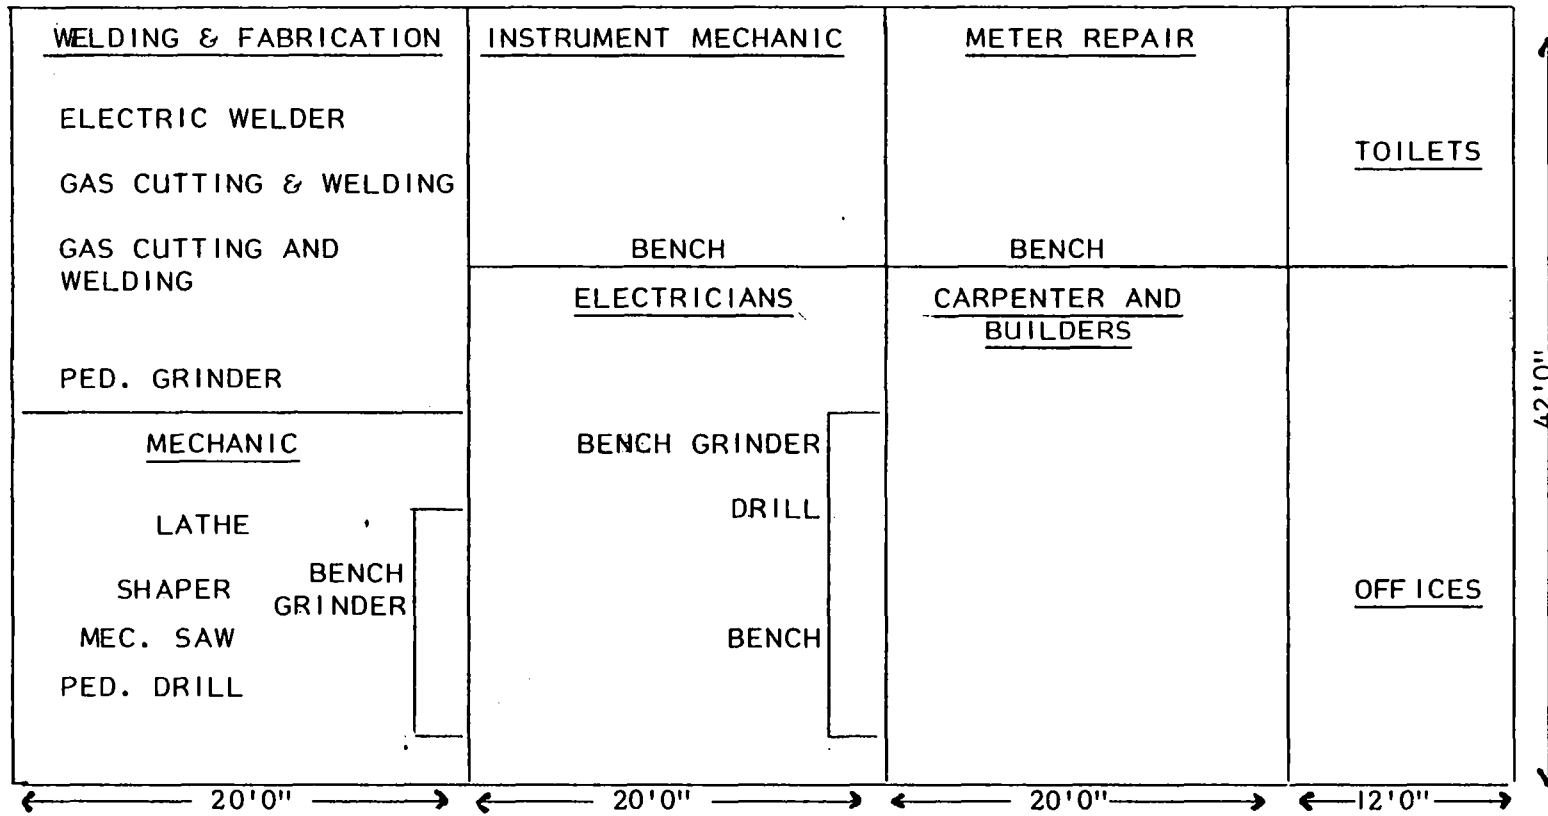 WELDING & FABRICATION
ELECTRIC WELDER
GAS CUTTING & WELDING
GAS CUTTING AND
WELDING
PED. GRINDER
MECHANIC
LATHE
SHAPER
MEC. SAW
PED. DRILL
BENCH
GRINDER
INSTRUMENT MECHANIC
BENCH
ELECTRICIANS
BENCH GRINDER
DRILL
BENCH
METER REPAIR
BENCH
CARPENTER AND
BUILDERS
TOILETS
OFFICES
42'0"
20'0"
20'0"
20'0"
12'0"